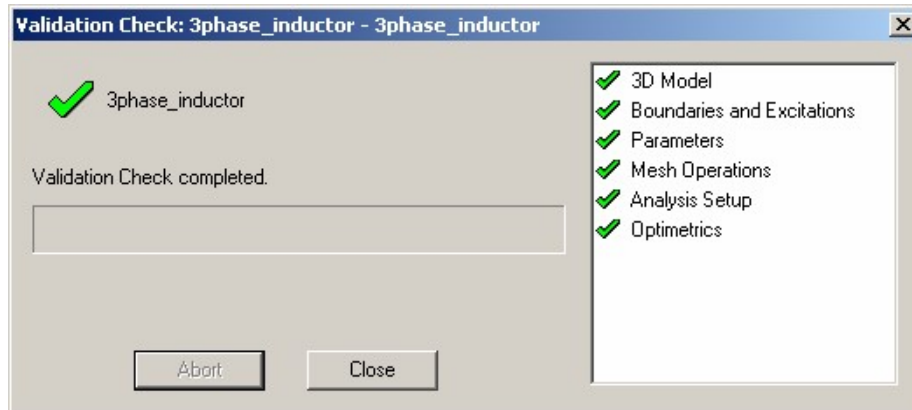 Validation Check: 3phase_inductor - 3phase_inductor
3phase_inductor
Validation Check completed.
Abort
Close
3D Model
Boundaries and Excitations
Parameters
Mesh Operations
Analysis Setup
Optimetrics